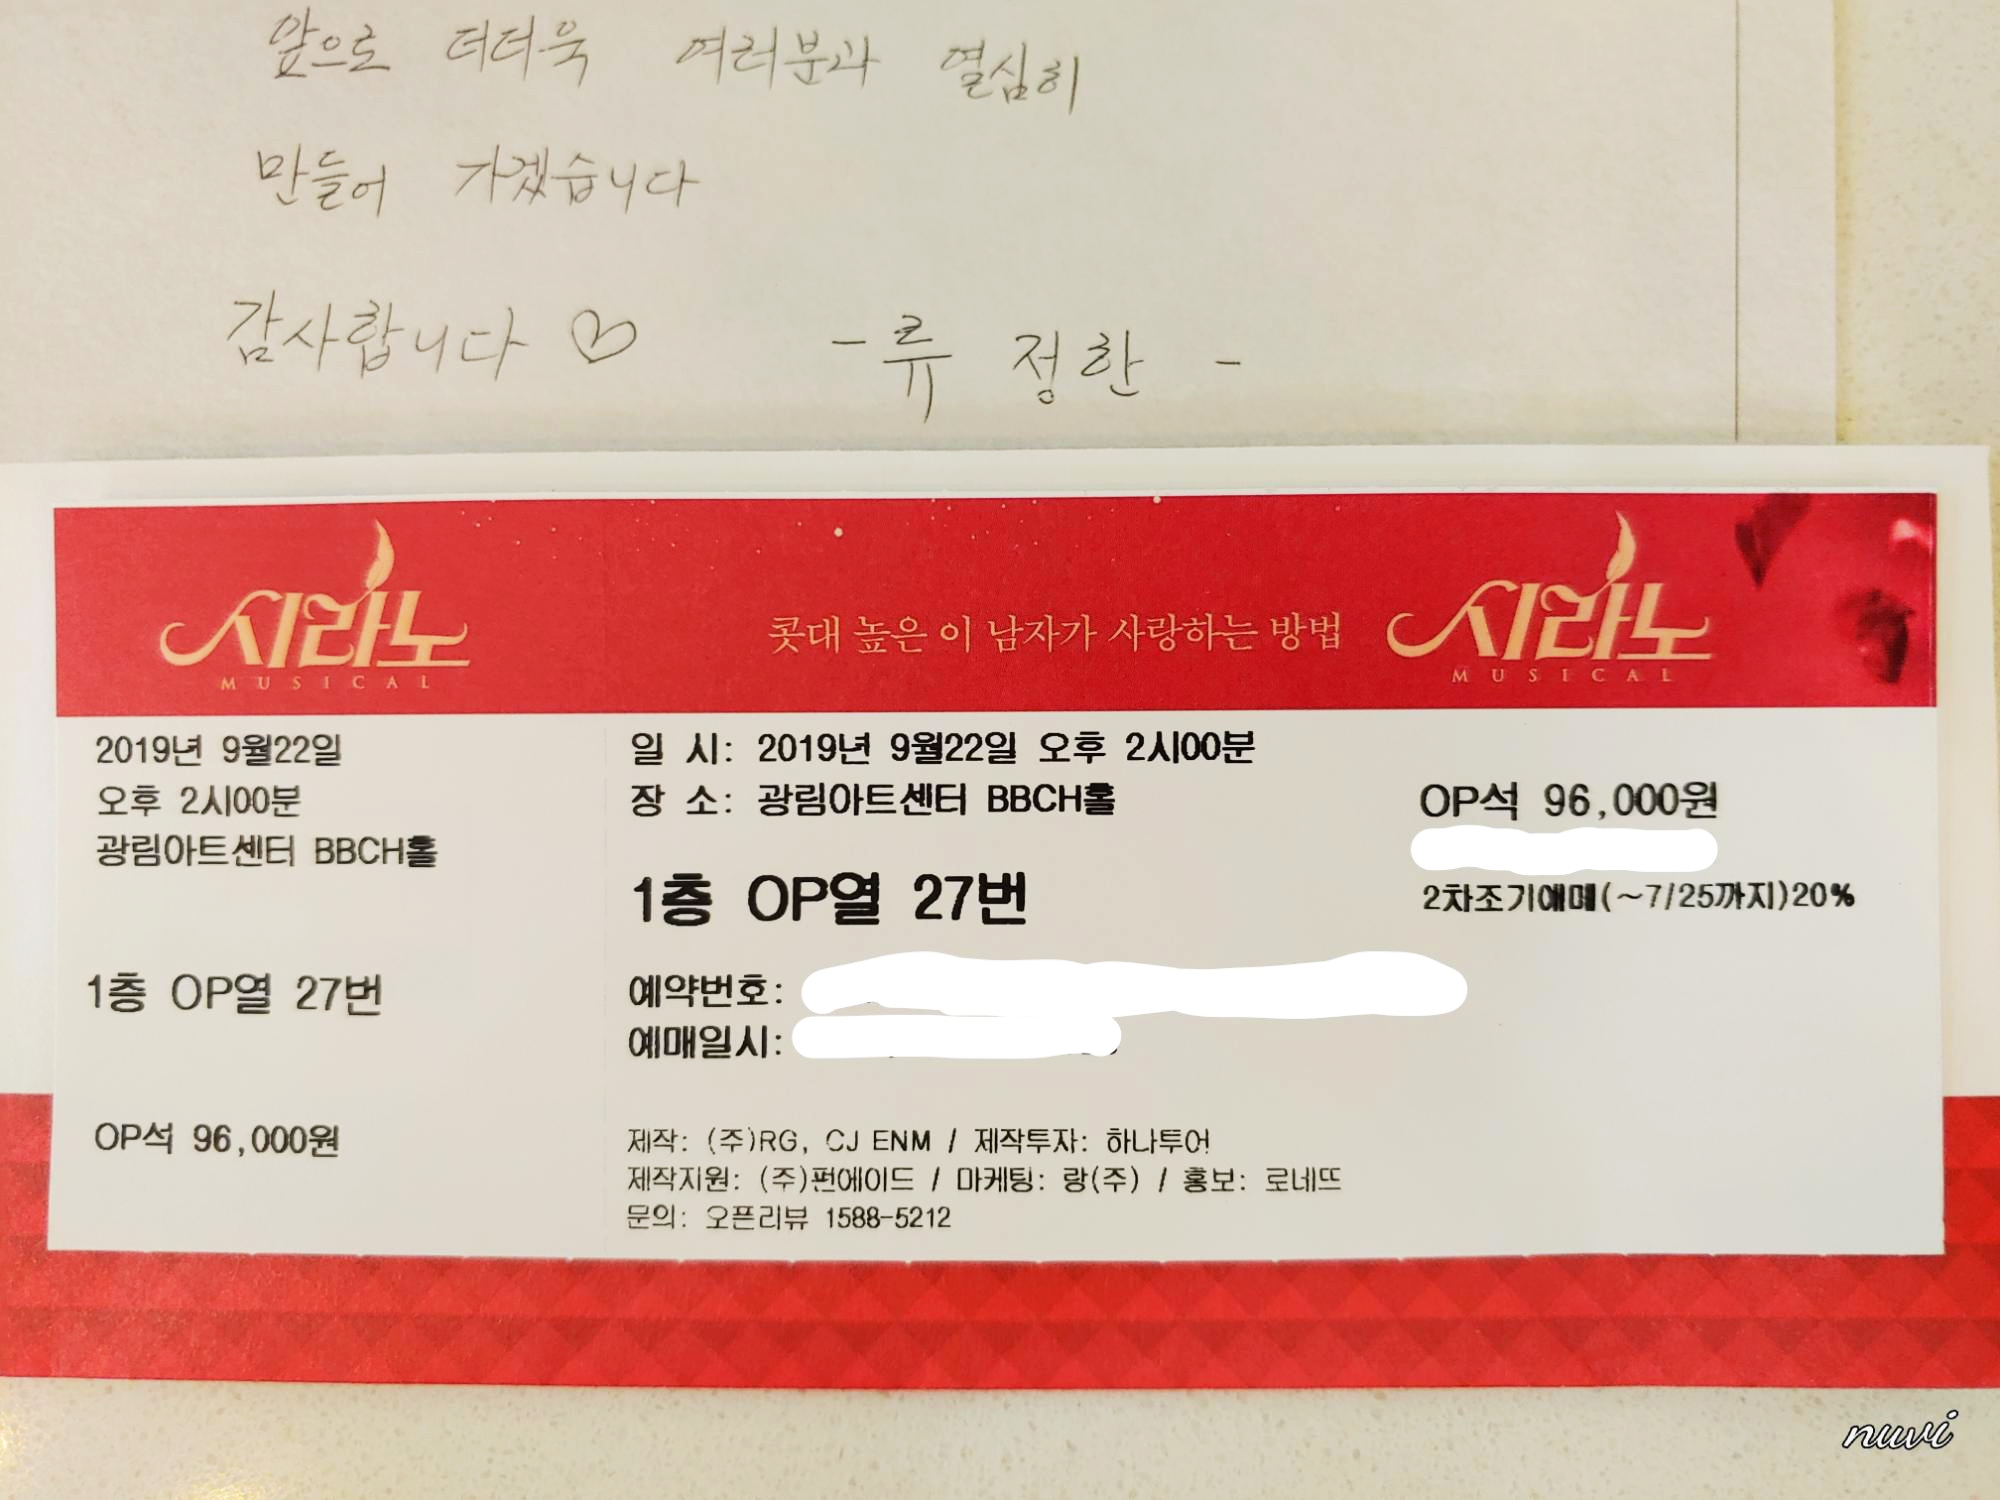 앞으로 더더욱 여러분과 열심히
만들어 가겠습니다
감사합니다 ♡ -류 정한-
시라노
MUSICAL
콧대 높은 이 남자가 사랑하는 방법
시라노
MUSICAL
2019년 9월22일
오후 2시00분
광림아트센터 BBCH홀
1층 OP열 27번
OP석 96,000원
일 시: 2019년 9월22일 오후 2시00분
장 소: 광림아트센터 BBCH홀
1층 OP열 27번
예약번호:
예매일시:
OP석 96,000원
2차조기예매(~7/25까지)20%
제작: (주)RG, CJ ENM / 제작투자: 하나투어
제작지원: (주)펀에이드 / 마케팅: 랑(주) / 홍보: 로네뜨
문의: 오픈리뷰 1588-5212
nuvi